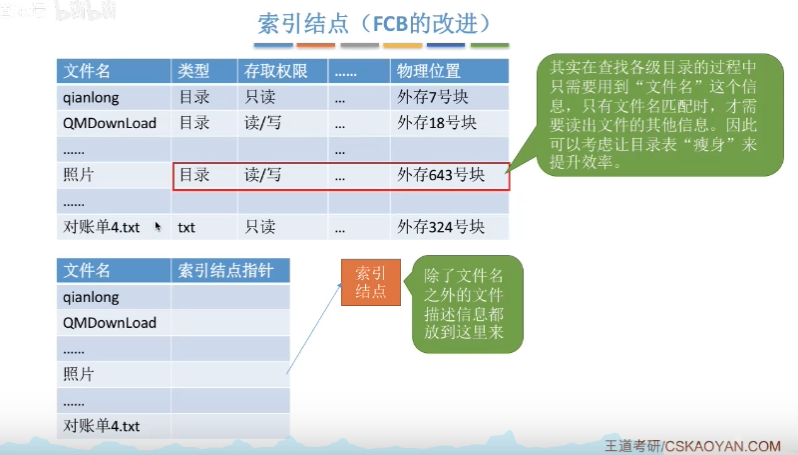 bilibili
索引结点（FCB的改进）
文件名 类型 存取权限 …… 物理位置
qianlong 目录 只读 … 外存7号块
QMDownLoad 目录 读/写 … 外存18号块
…… …
照片 目录 读/写 … 外存643号块
……
对账单4.txt txt 只读 … 外存324号块
其实在查找各级目录的过程中
只需要用到“文件名”这个信
息，只有文件名匹配时，才需
要读出文件的其他信息。因此
可以考虑让目录表“瘦身”来
提升效率。
文件名 索引结点指针
qianlong
QMDownLoad
……
照片
……
对账单4.txt
索引
结点
除了文件名
之外的文件
描述信息都
放到这里来
王道考研/CSKAOYAN.COM